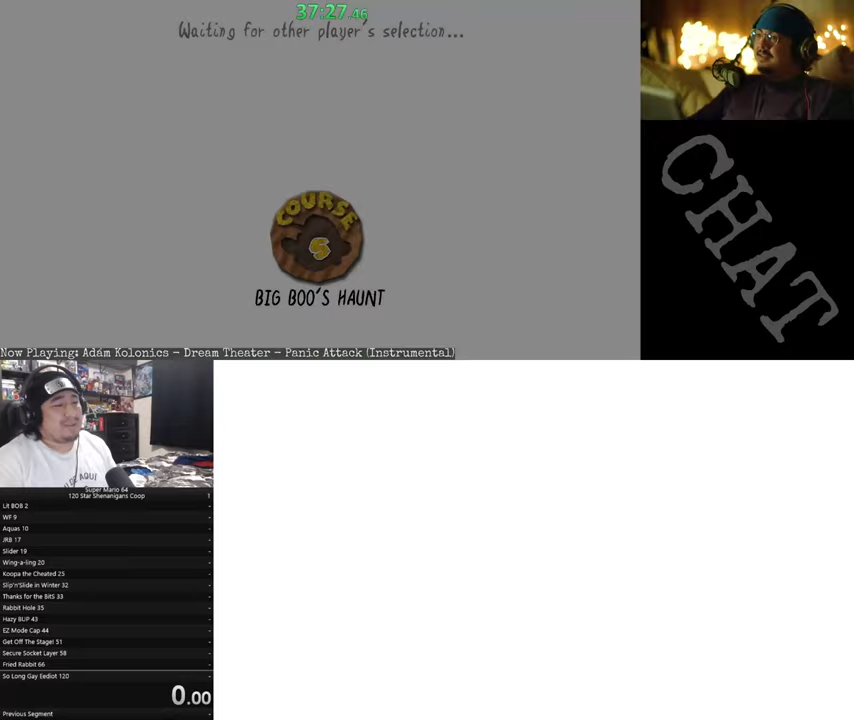 37:27.46
Waiting for other player's selection...
COURSE
5
BIG BOO'S HAUNT
CHAT
Now Playing: Adám Kolonics - Dream Theater - Panic Attack (Instrumental)
DE AQUI
Super Mario 64
120 Star Shenanigans Coop 1
Lit BOB 2 -
WF 9 -
Aquas 10 -
JRB 17 -
Slider 19 -
Wing-a-ling 20 -
Koopa the Cheated 25 -
Slip'n'Slide in Winter 32 -
Thanks for the BitS 33 -
Rabbit Hole 35 -
Hazy BUP 43 -
EZ Mode Cap 44 -
Get Off The Stage! 51 -
Secure Socket Layer 58 -
Fried Rabbit 66 -
So Long Gay Eediot 120 -
0.00
Previous Segment -